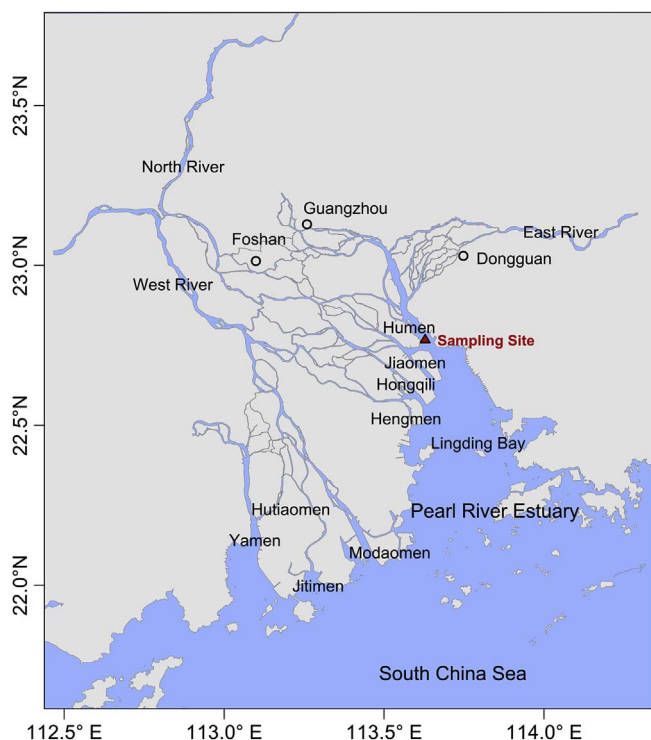 23.5°N
North River
Guangzhou
Foshan
East River
23.0°N
Dongguan
West River
Humen
Sampling Site
Jiaomen
Hongqili
Hengmen
22.5°N
Lingding Bay
Hutiaomen
Pearl River Estuary
Yamen
Modaomen
22.0°N
Jitimen
South China Sea
112.5° E
113.0° E
113.5° E
114.0° E